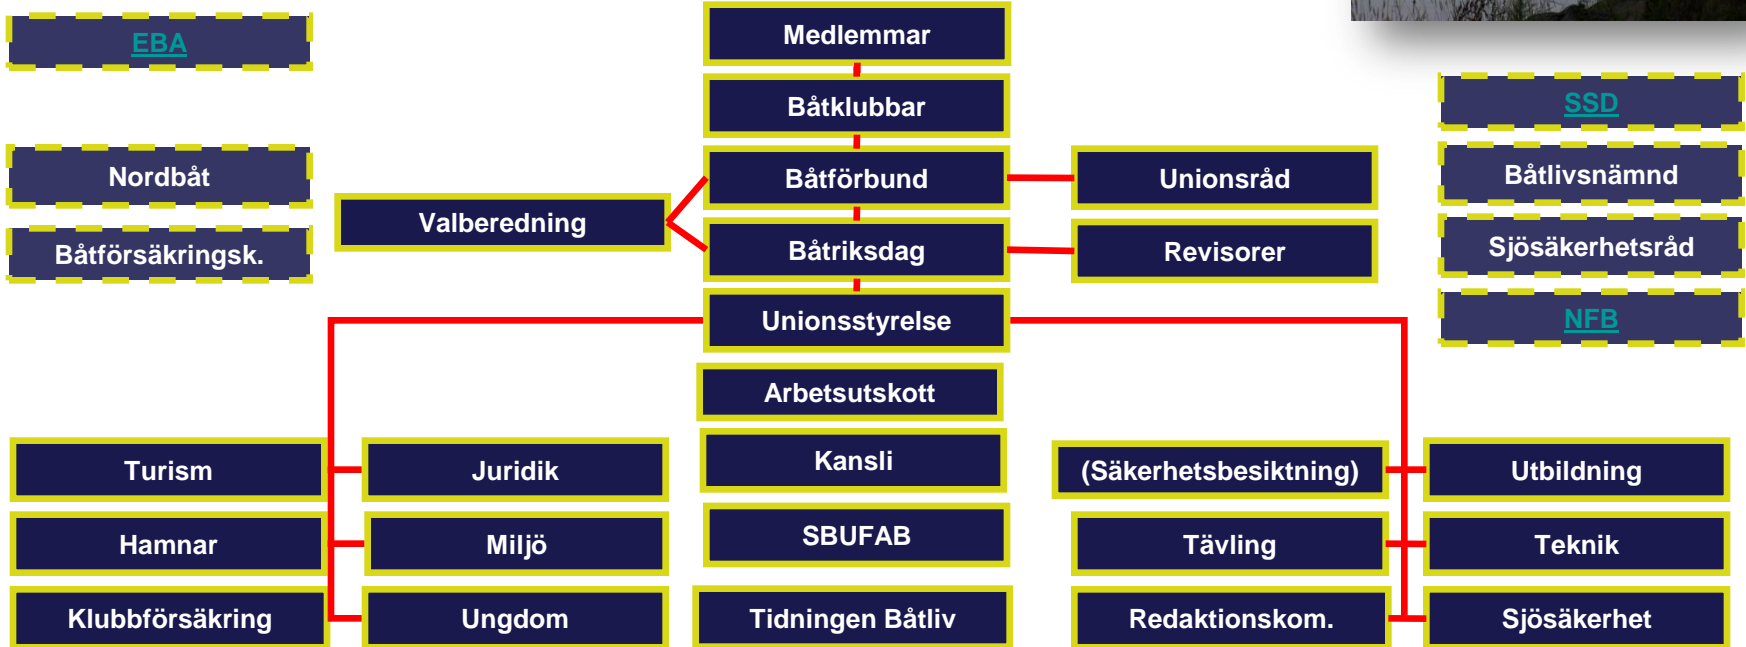 EBA
Medlemmar
Båtklubbar
SSD
Nordbåt
Båtförbund
Unionsråd
Båtlivsnämnd
Valberedning
Båtförsäkringsk.
Båtriksdag
Revisorer
Sjösäkerhetsråd
Unionsstyrelse
NFB
Arbetsutskott
Turism
Juridik
Kansli
(Säkerhetsbesiktning)
Utbildning
Hamnar
Miljö
SBUFAB
Tävling
Teknik
Klubbförsäkring
Ungdom
Tidningen Båtliv
Redaktionskom.
Sjösäkerhet